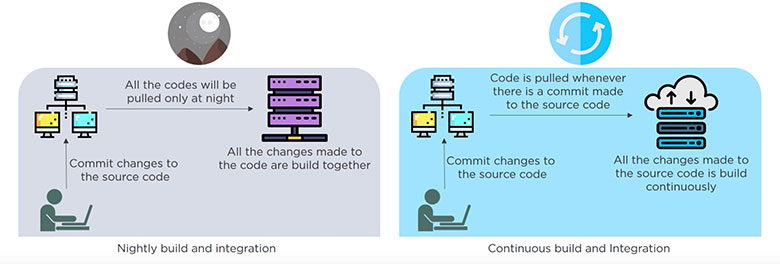 All the codes will be
pulled only at night
Commit changes to
the source code
All the changes made to
the code are build together
Nightly build and integration
Code is pulled whenever
there is a commit made
to the source code
Commit changes to
the source code
All the changes made to
the source code is build
continuously
Continuous build and Integration